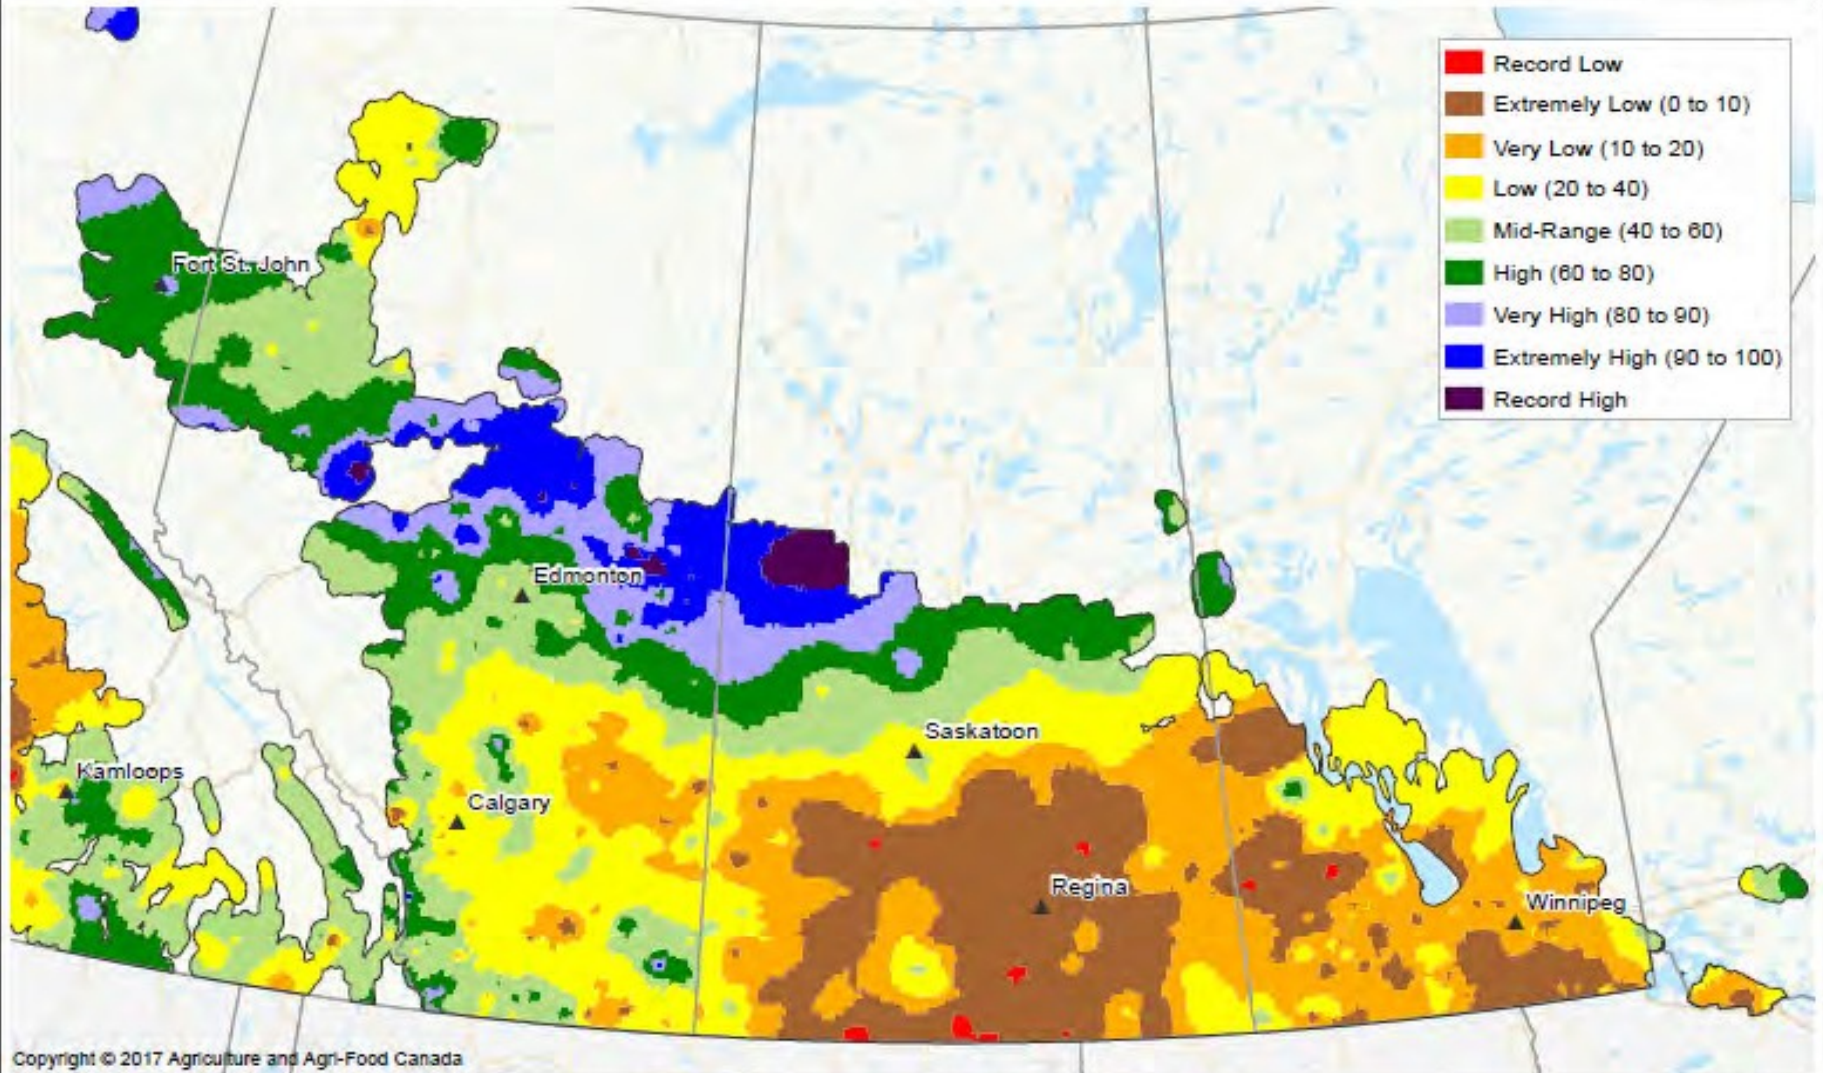 Record Low
Extremely Low (0 to 10)
Very Low (10 to 20)
Low (20 to 40)
Mid-Range (40 to 60)
High (60 to 80)
Very High (80 to 90)
Extremely High (90 to 100)
Record High
Fort St. John
Edmonton
Saskatoon
Kamloops
Calgary
Regina
Winnipeg
Copyright © 2017 Agriculture and Agri-Food Canada